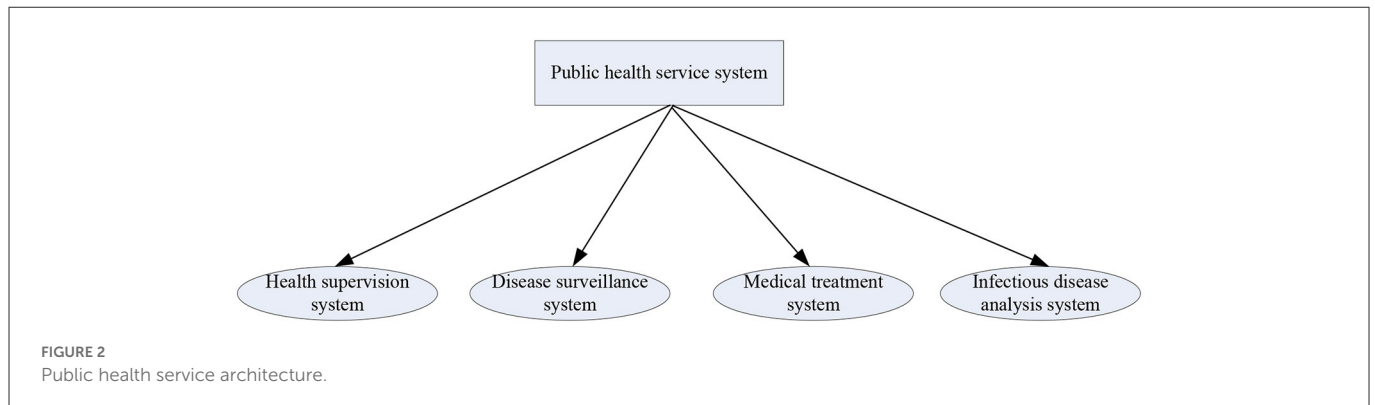 Public health service system
Health supervision
system
Disease surveillance
system
Medical treatment
system
Infectious disease
analysis system
FIGURE 2
Public health service architecture.